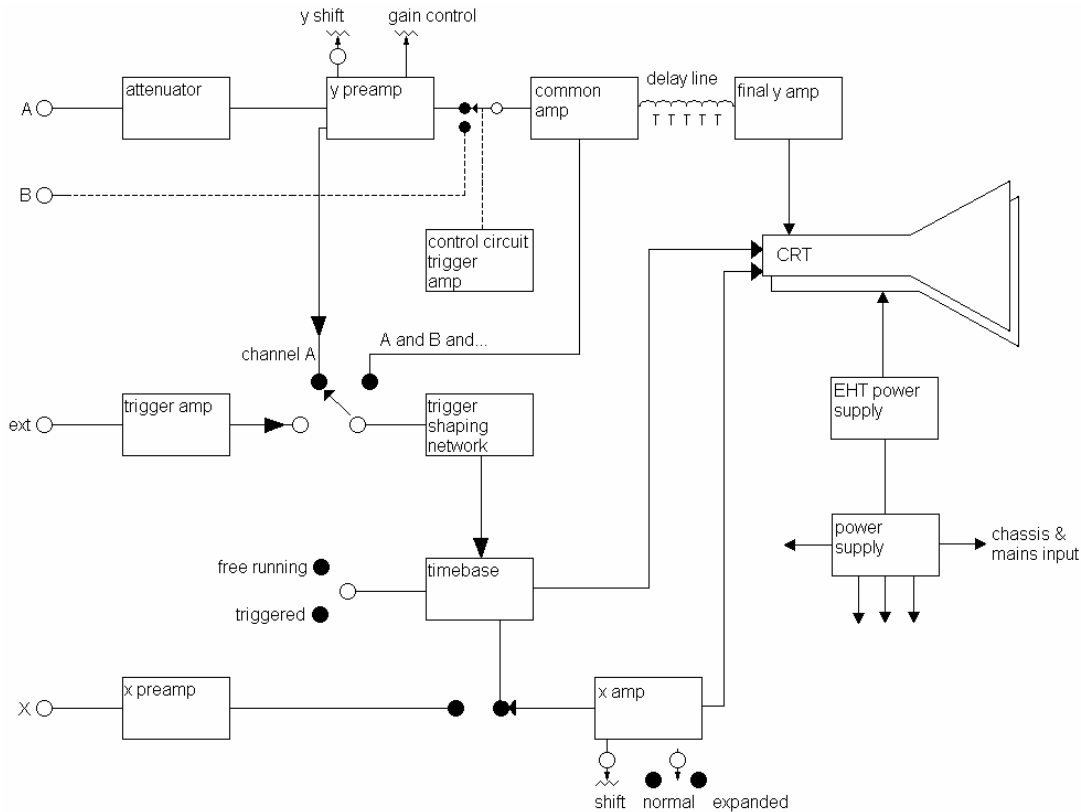 y shift
gain control
A
attenuator
y preamp
common
amp
delay line
T T T T T
final y amp
B
control circuit
trigger
amp
CRT
channel A
A and B and...
ext
trigger amp
trigger
shaping
network
EHT power
supply
free running
triggered
timebase
power
supply
chassis &
mains input
X
x preamp
x amp
shift
normal
expanded